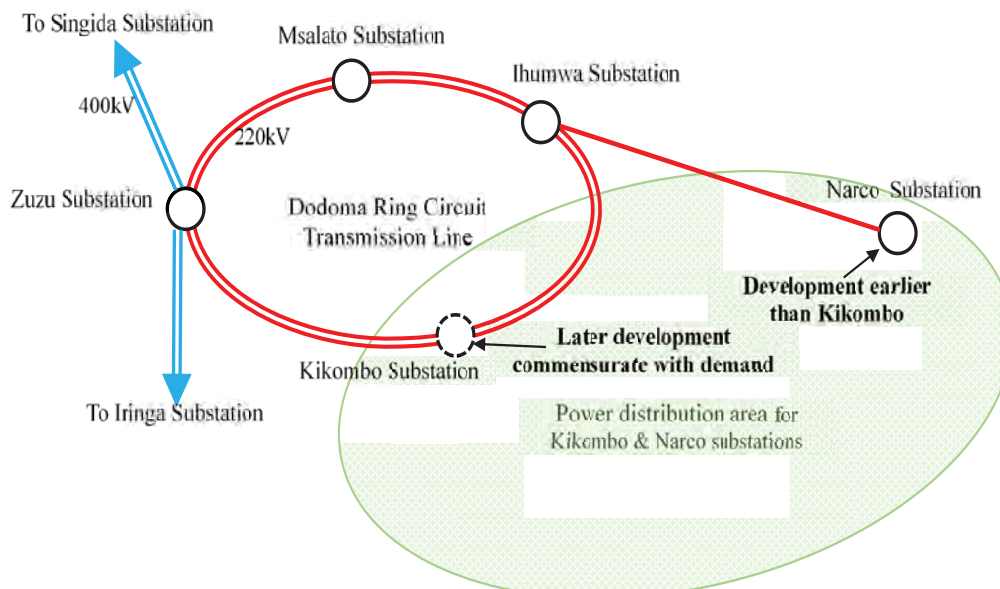 To Singida Substation
Msalato Substation
Ihumwa Substation
400kV
220kV
Zuzu Substation
Dodoma Ring Circuit
Transmission Line
Narco Substation
Development earlier
than Kikombo
Later development
commensurate with demand
Kikombo Substation
To Iringa Substation
Power distribution area for
Kikombo & Narco substations